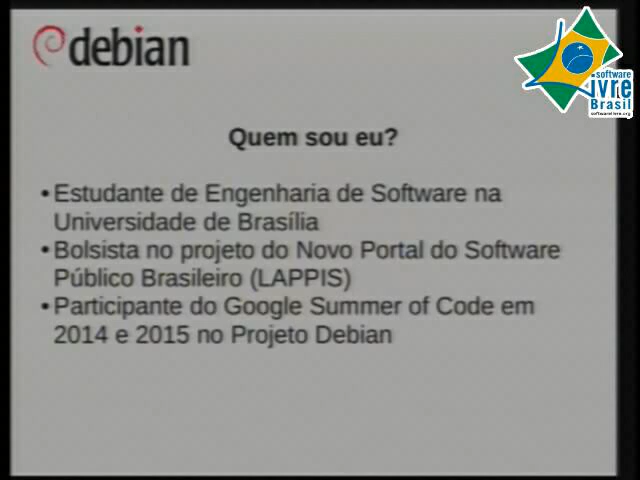 debian
software
livre
Brasil
softwarelivre.org
Quem sou eu?
• Estudante de Engenharia de Software na
Universidade de Brasília
• Bolsista no projeto do Novo Portal do Software
Público Brasileiro (LAPPIS)
• Participante do Google Summer of Code em
2014 e 2015 no Projeto Debian